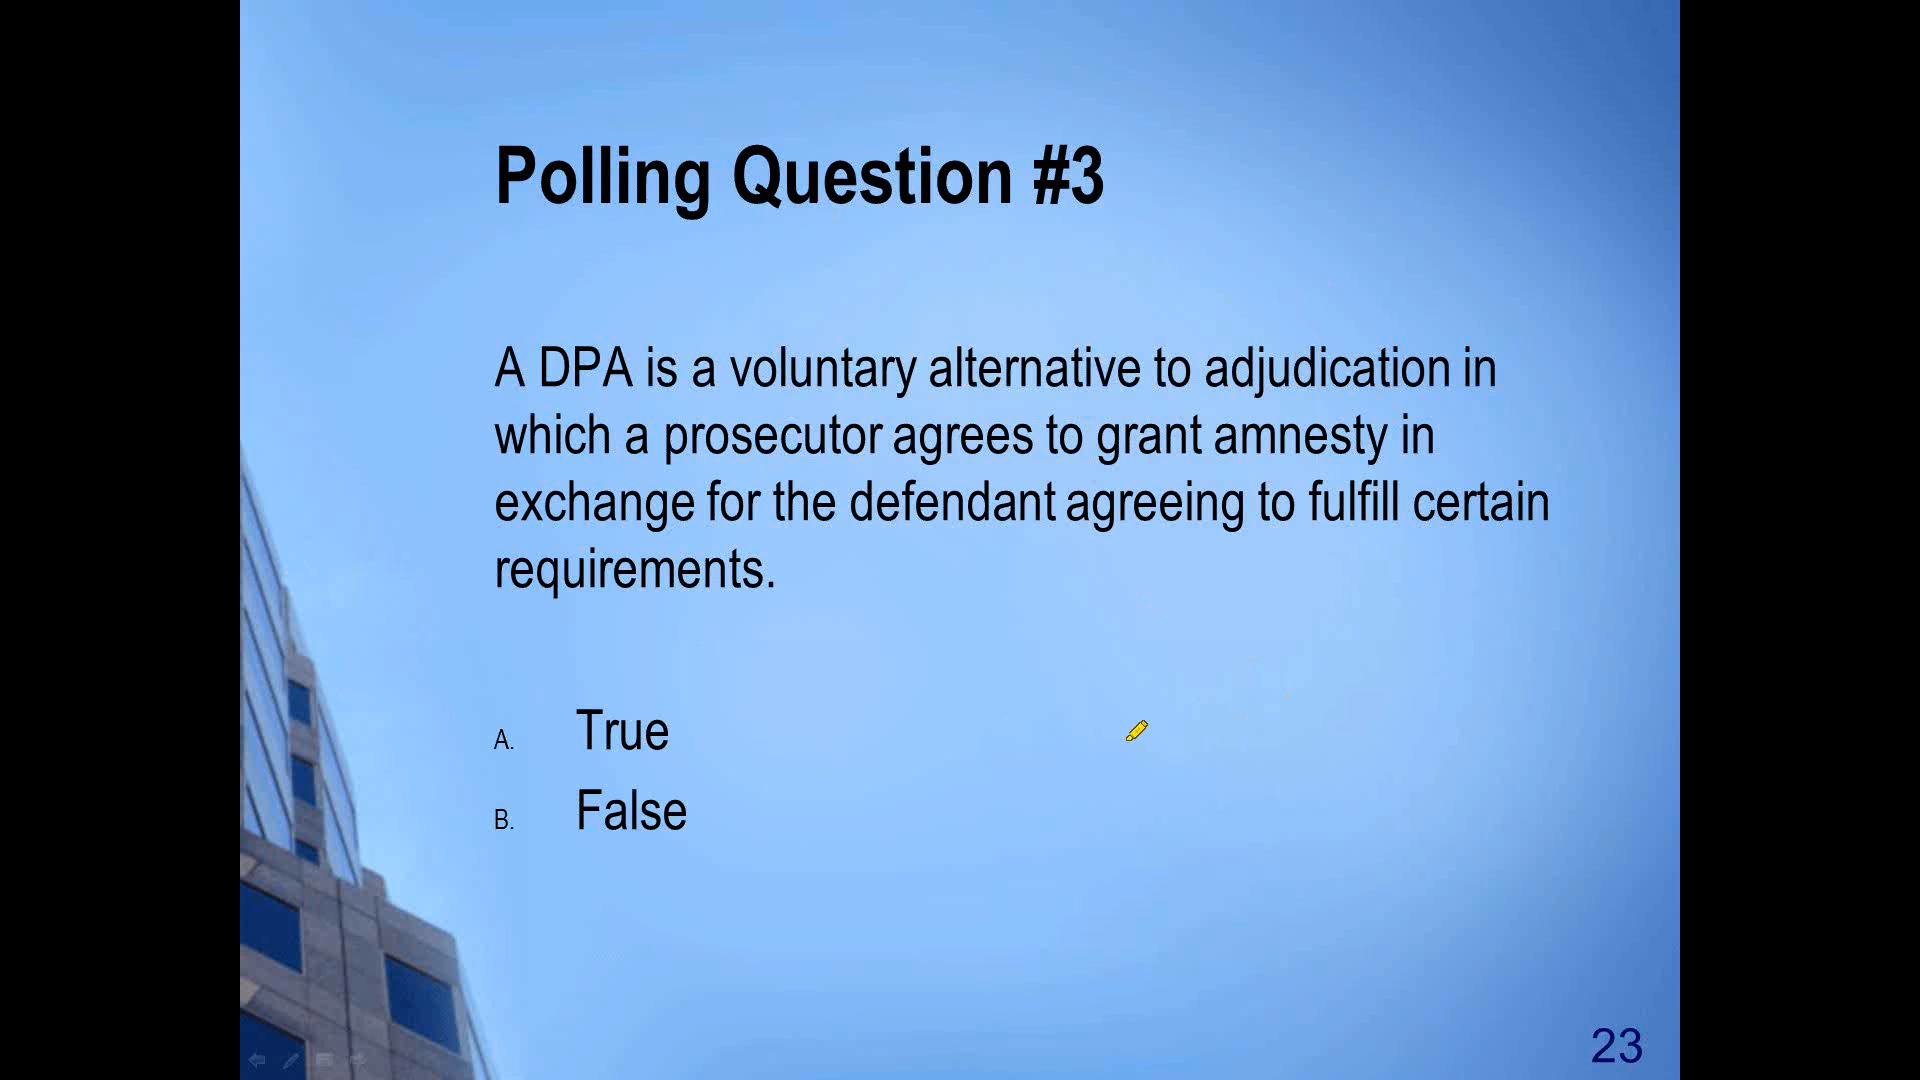 Polling Question #3
A DPA is a voluntary alternative to adjudication in
which a prosecutor agrees to grant amnesty in
exchange for the defendant agreeing to fulfill certain
requirements.
A. True
B. False
23